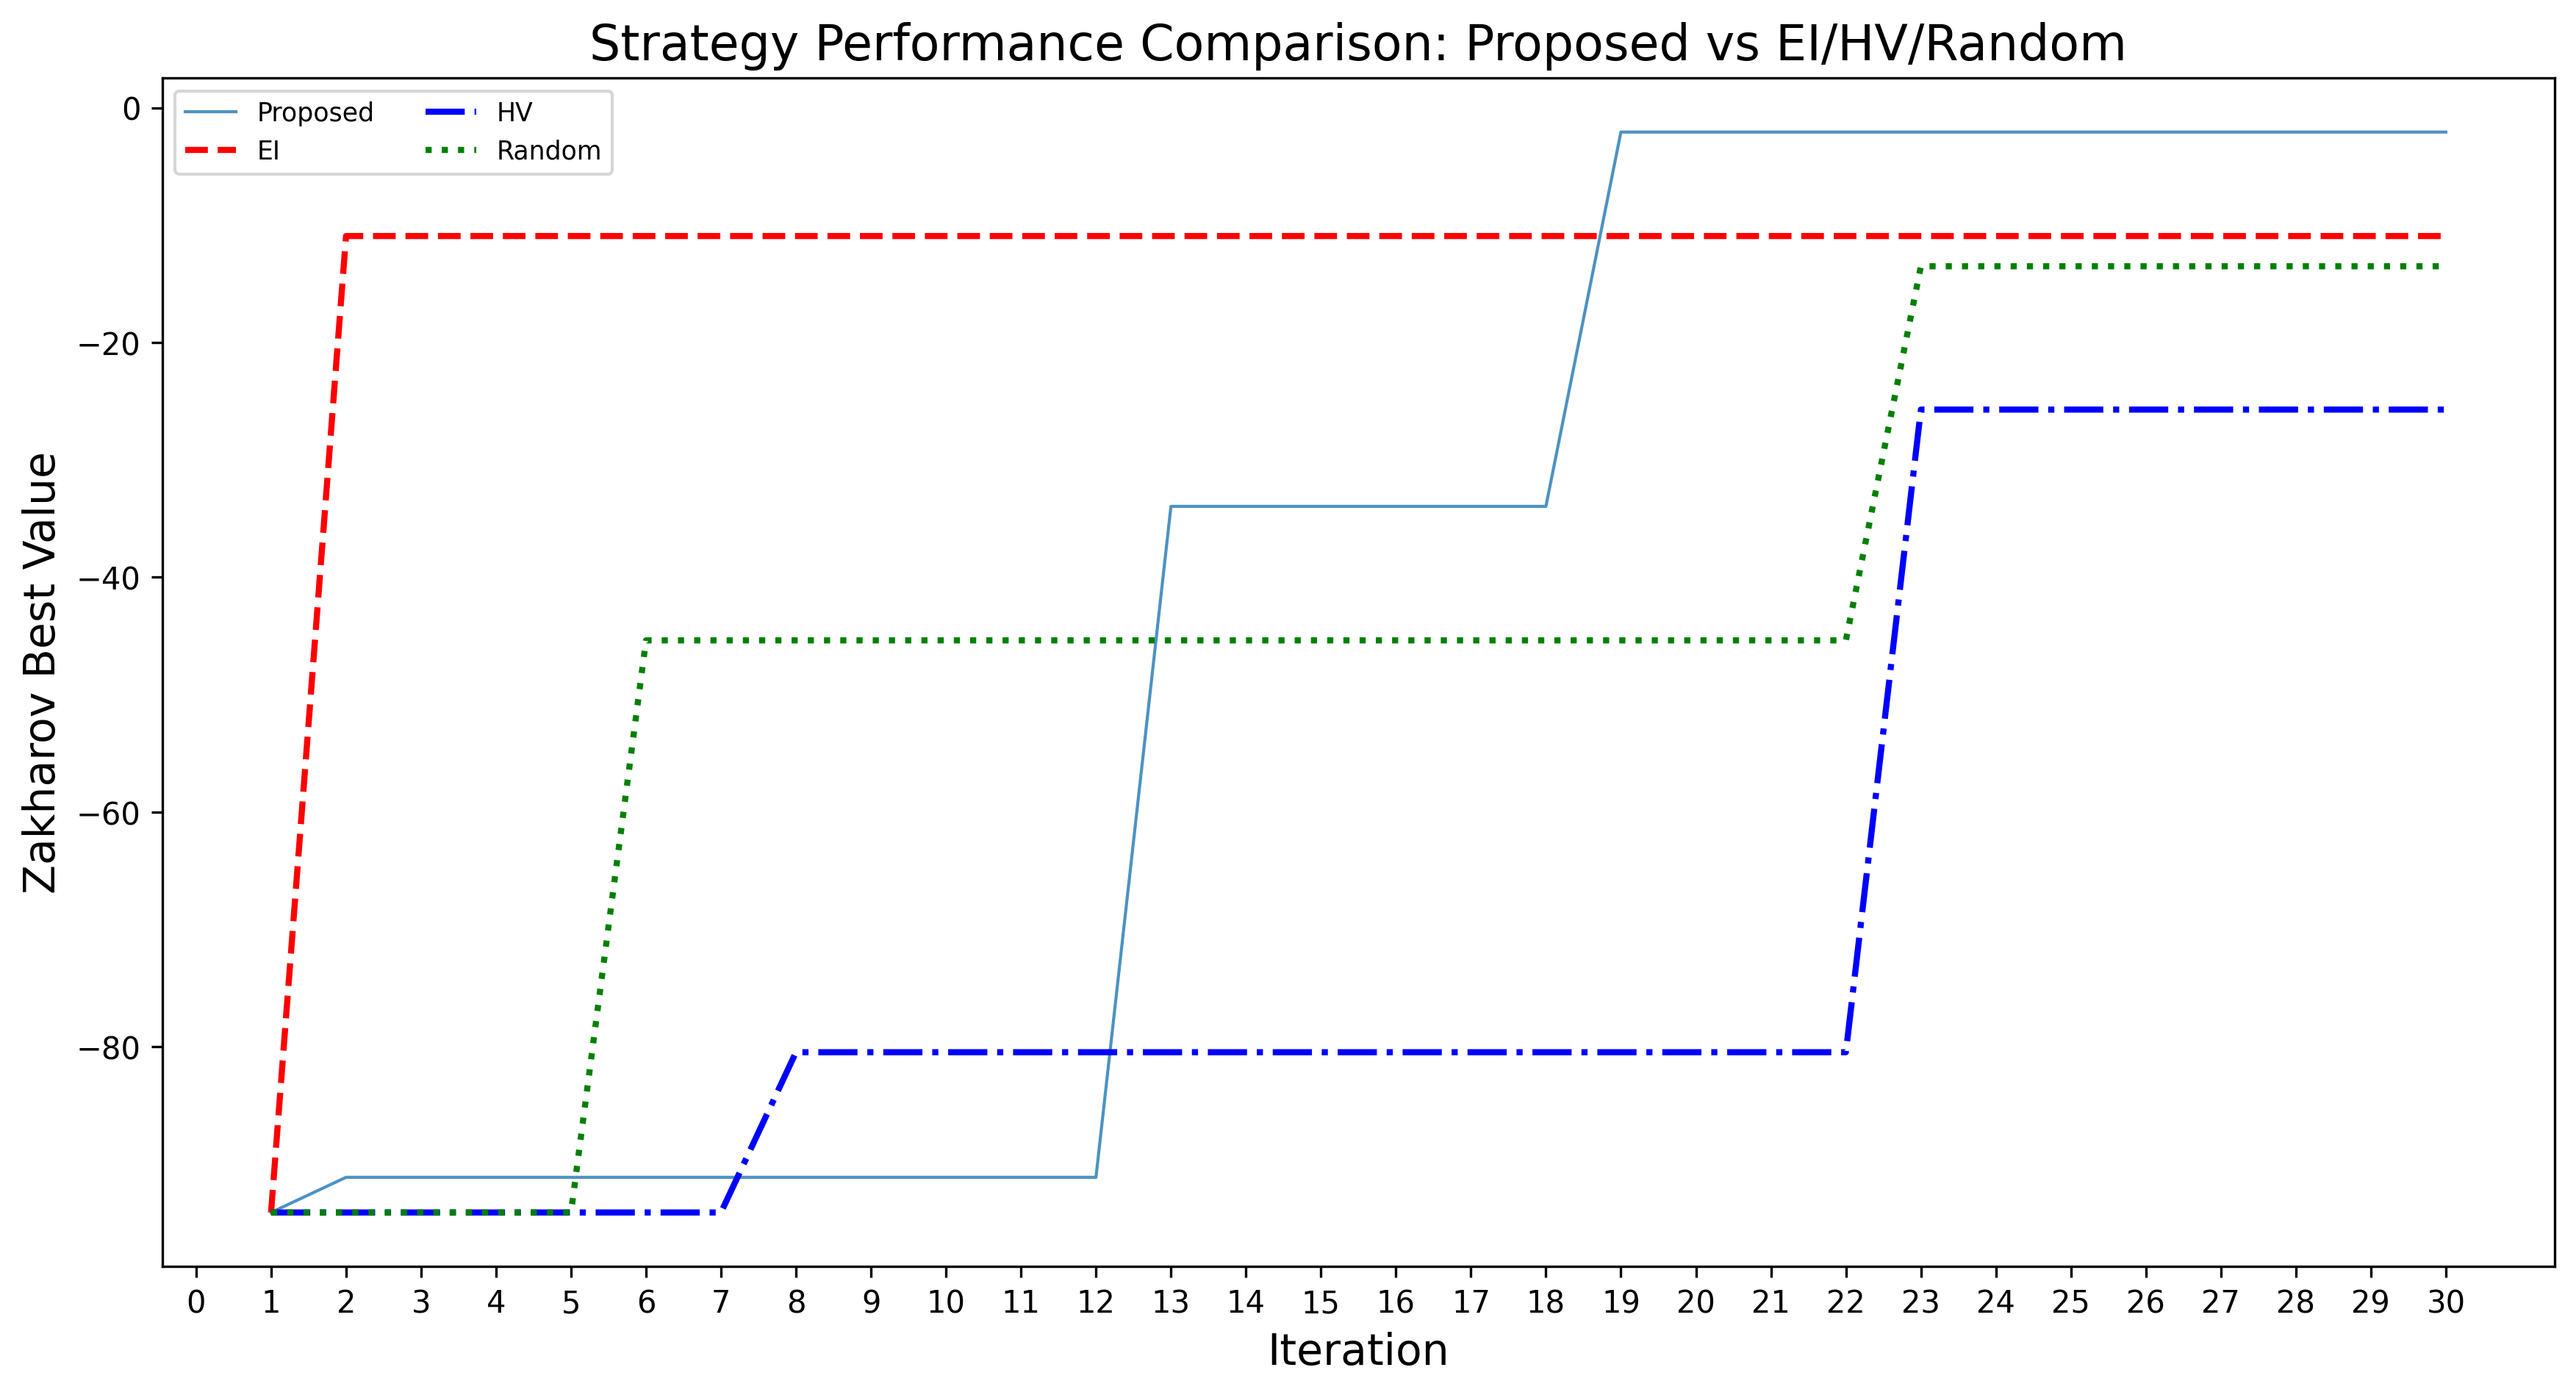 Strategy Performance Comparison: Proposed vs EI/HV/Random
Proposed
EI
HV
Random
Zakharov Best Value
0
−20
−40
−60
−80
0 1 2 3 4 5 6 7 8 9 10 11 12 13 14 15 16 17 18 19 20 21 22 23 24 25 26 27 28 29 30
Iteration